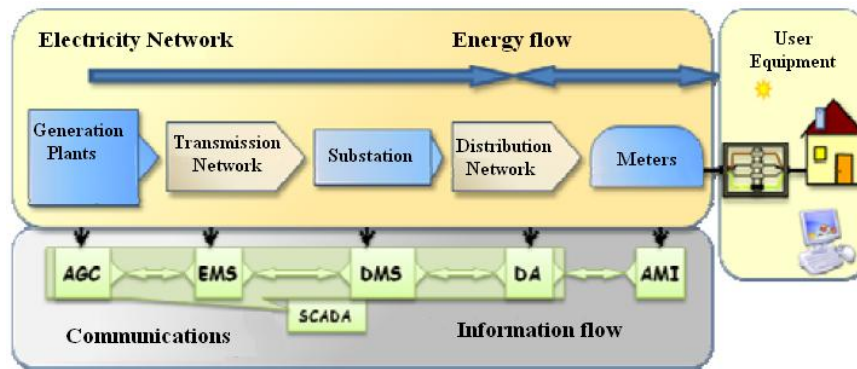 Electricity Network
Energy flow
User
Equipment
Generation
Plants
Transmission
Network
Substation
Distribution
Network
Meters
AGC
EMS
DMS
DA
AMI
SCADA
Communications
Information flow